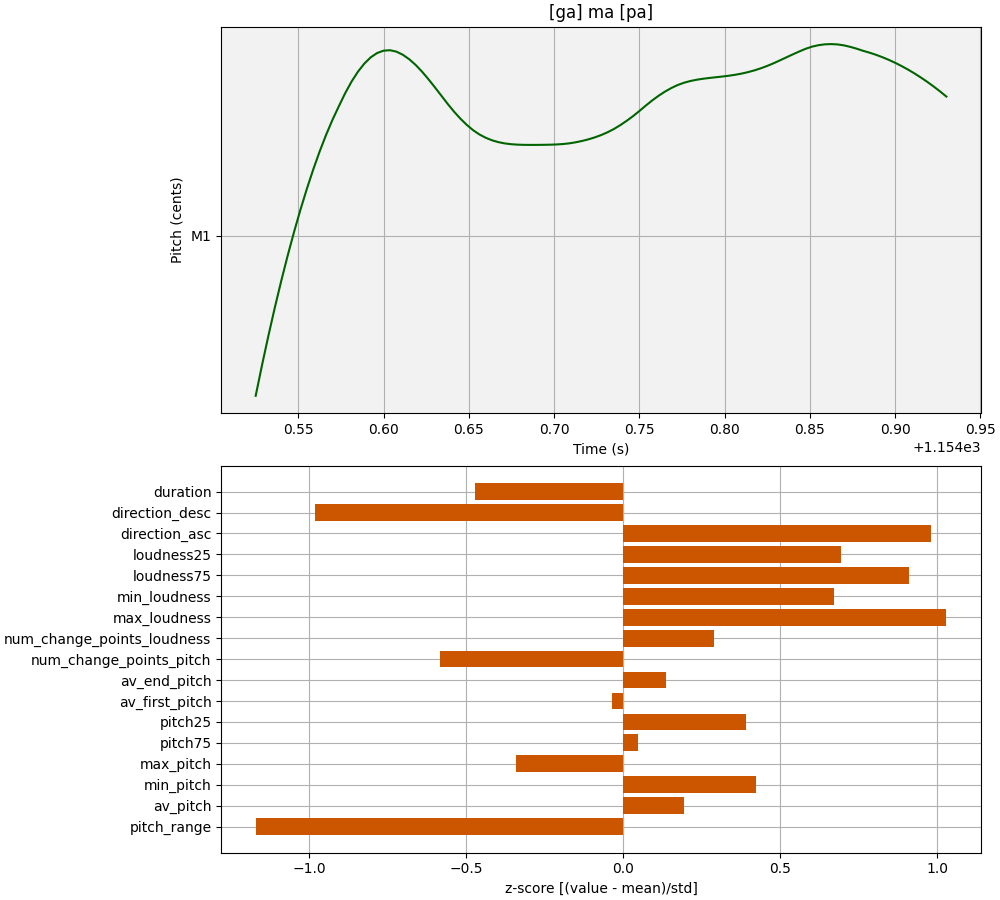 [ga] ma [pa]
Pitch (cents)
M1
0.55 0.60 0.65 0.70 0.75 0.80 0.85 0.90 0.95
Time (s)
+1.154e3
duration
direction_desc
direction_asc
loudness25
loudness75
min_loudness
max_loudness
num_change_points_loudness
num_change_points_pitch
av_end_pitch
av_first_pitch
pitch25
pitch75
max_pitch
min_pitch
av_pitch
pitch_range
−1.0 −0.5 0.0 0.5 1.0
z-score [(value - mean)/std]